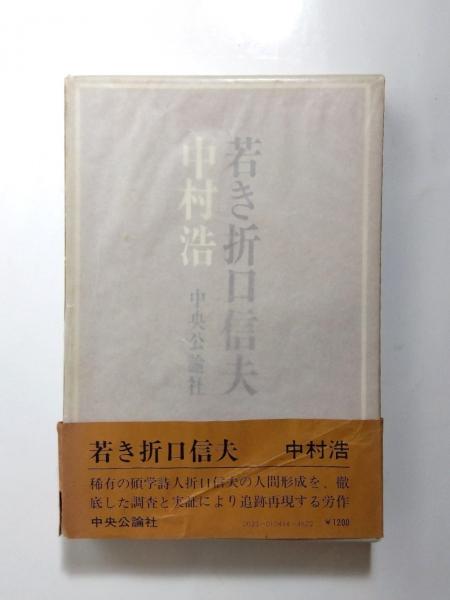 若き折口信夫
中村浩
中央公論社
若き折口信夫 中村浩
稀有の碩学詩人折口信夫の人間形成を、徹
底した調査と実証により追跡再現する労作
中央公論社 ¥1200